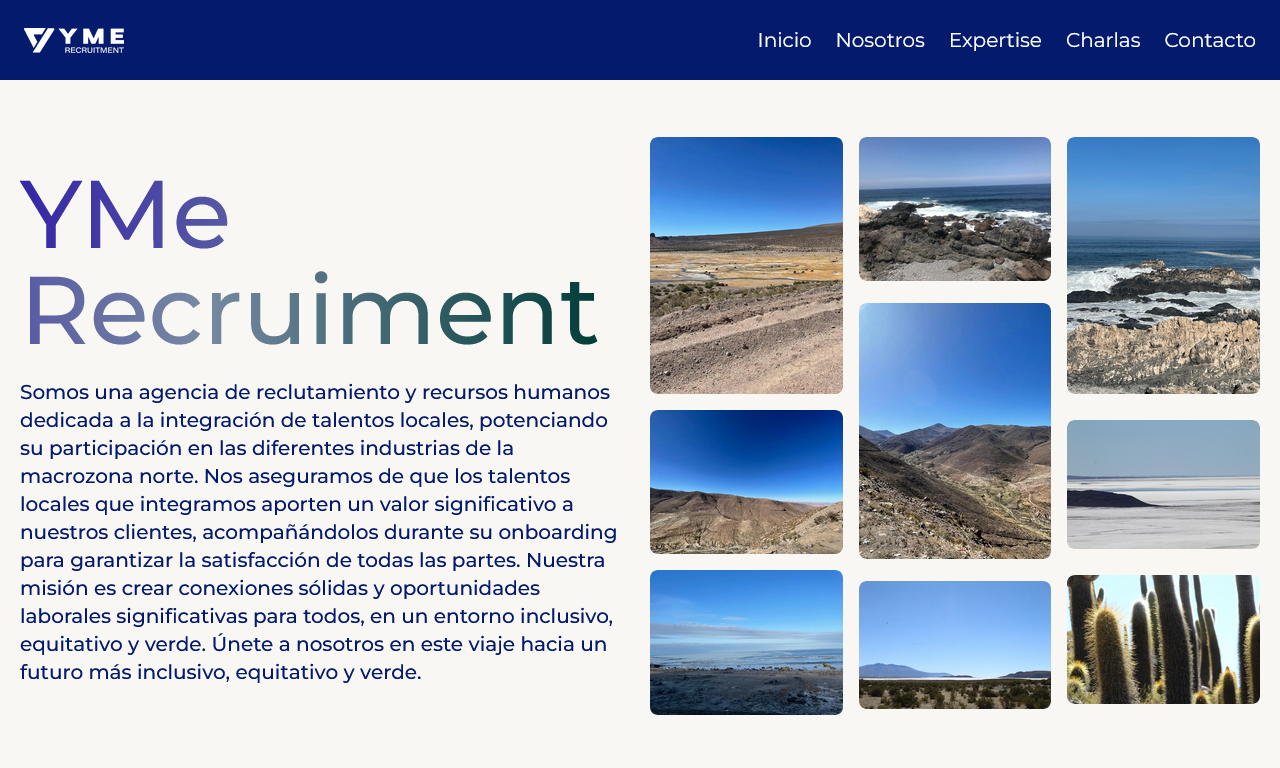 YME
RECRUITMENT
Inicio Nosotros Expertise Charlas Contacto
YMe
Recruiment
Somos una agencia de reclutamiento y recursos humanos
dedicada a la integración de talentos locales, potenciando
su participación en las diferentes industrias de la
macrozona norte. Nos aseguramos de que los talentos
locales que integramos aporten un valor significativo a
nuestros clientes, acompañándolos durante su onboarding
para garantizar la satisfacción de todas las partes. Nuestra
misión es crear conexiones sólidas y oportunidades
laborales significativas para todos, en un entorno inclusivo,
equitativo y verde. Únete a nosotros en este viaje hacia un
futuro más inclusivo, equitativo y verde.